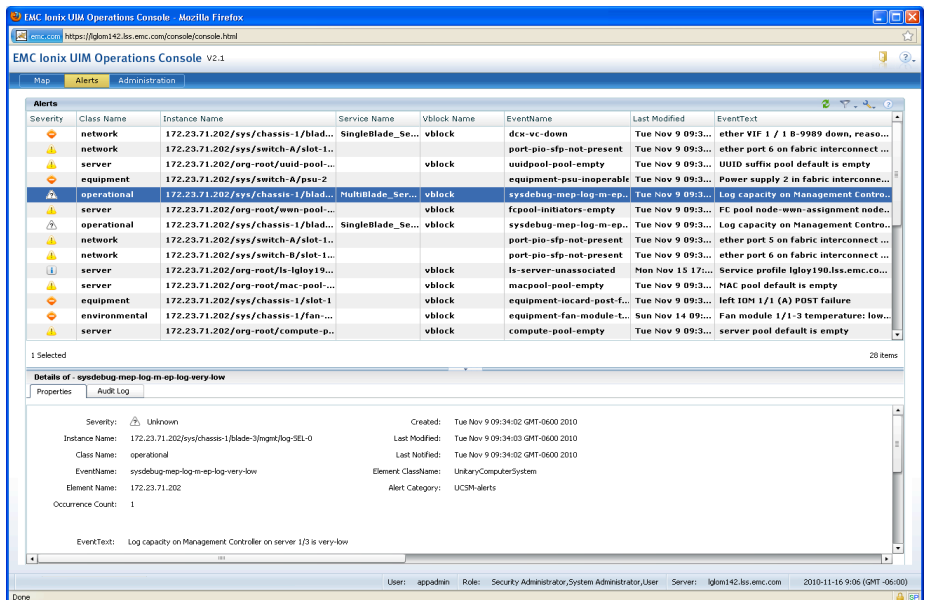 EMC Ionix UIM Operations Console - Mozilla Firefox
emc.com https://lglom142.lss.emc.com/console/console.html
EMC Ionix UIM Operations Console V2.1
Map Alerts Administration
Alerts
Severity Class Name Instance Name Service Name Vblock Name EventName Last Modified EventText
network 172.23.71.202/sys/chassis-1/blad... SingleBlade_Se... vblock dcx-vc-down Tue Nov 9 09:3... ether VIF 1 / 1 B-9989 down, reaso...
network 172.23.71.202/sys/switch-A/slot-1... port-pio-sfp-not-present Tue Nov 9 09:3... ether port 6 on fabric interconnect ...
server 172.23.71.202/org-root/uuid-pool-... vblock uuidpool-pool-empty Tue Nov 9 09:3... UUID suffix pool default is empty
equipment 172.23.71.202/sys/switch-A/psu-2 equipment-psu-inoperable Tue Nov 9 09:3... Power supply 2 in fabric interconne...
operational 172.23.71.202/sys/chassis-1/blad... MultiBlade_Ser... vblock sysdebug-mep-log-m-ep... Tue Nov 9 09:3... Log capacity on Management Contro...
server 172.23.71.202/org-root/wwn-pool-... vblock fcpool-initiators-empty Tue Nov 9 09:3... FC pool node-wwn-assignment node...
operational 172.23.71.202/sys/chassis-1/blad... SingleBlade_Se... vblock sysdebug-mep-log-m-ep... Tue Nov 9 09:3... Log capacity on Management Contro...
network 172.23.71.202/sys/switch-A/slot-1... port-pio-sfp-not-present Tue Nov 9 09:3... ether port 5 on fabric interconnect ...
network 172.23.71.202/sys/switch-B/slot-1... port-pio-sfp-not-present Tue Nov 9 09:3... ether port 6 on fabric interconnect ...
server 172.23.71.202/org-root/ls-lgloy19... vblock ls-server-unassociated Mon Nov 15 17:... Service profile lgloy190.lss.emc.co...
server 172.23.71.202/org-root/mac-pool-... vblock macpool-pool-empty Tue Nov 9 09:3... MAC pool default is empty
equipment 172.23.71.202/sys/chassis-1/slot-1 vblock equipment-iocard-post-f... Tue Nov 9 09:3... left IOM 1/1 (A) POST failure
environmental 172.23.71.202/sys/chassis-1/fan-... vblock equipment-fan-module-t... Sun Nov 14 09:... Fan module 1/1-3 temperature: low...
server 172.23.71.202/org-root/compute-p... vblock compute-pool-empty Tue Nov 9 09:3... server pool default is empty
1 Selected 28 items
Details of - sysdebug-mep-log-m-ep-log-very-low
Properties Audit Log
Severity: Unknown Created: Tue Nov 9 09:34:02 GMT-0600 2010
Instance Name: 172.23.71.202/sys/chassis-1/blade-3/mgmt/log-SEL-0 Last Modified: Tue Nov 9 09:34:03 GMT-0600 2010
Class Name: operational Last Notified: Tue Nov 9 09:34:02 GMT-0600 2010
EventName: sysdebug-mep-log-m-ep-log-very-low Element ClassName: UnitaryComputerSystem
Element Name: 172.23.71.202 Alert Category: UCSM-alerts
Occurrence Count: 1
EventText: Log capacity on Management Controller on server 1/3 is very-low
User: appadmin Role: Security Administrator,System Administrator,User Server: lglom142.lss.emc.com 2010-11-16 9:06 (GMT -06:00)
Done